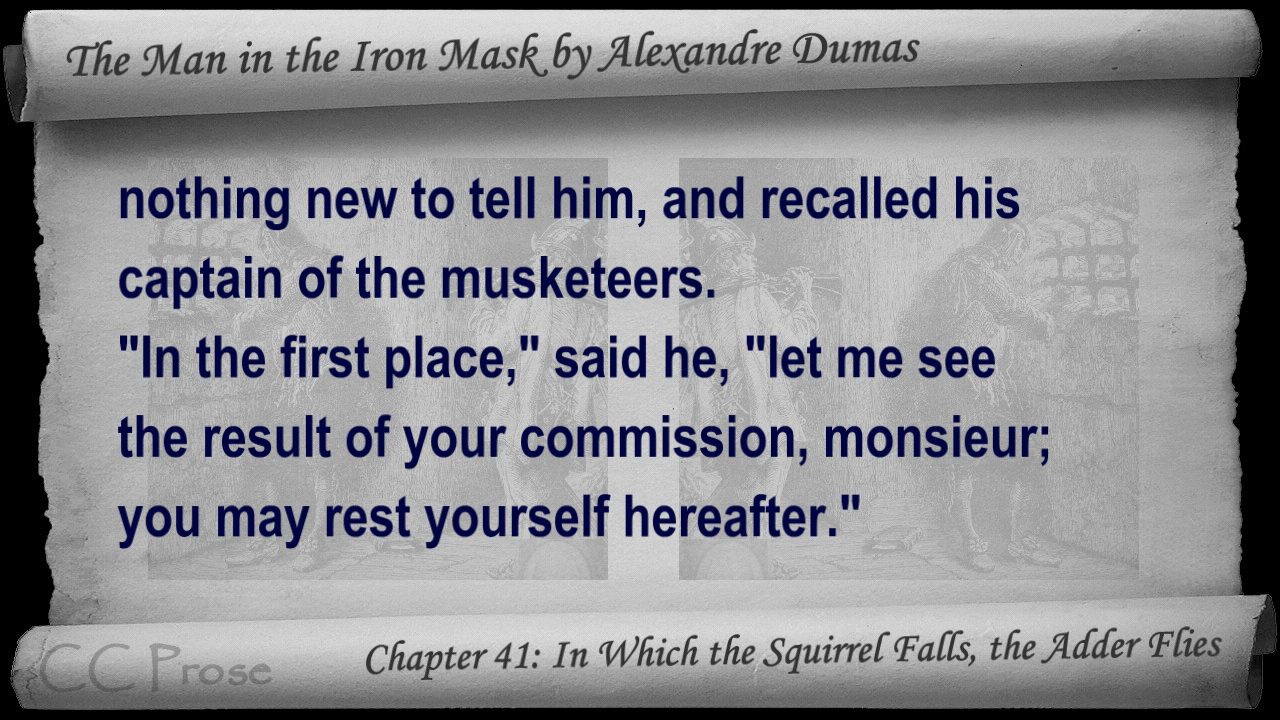 The Man in the Iron Mask by Alexandre Dumas
nothing new to tell him, and recalled his
captain of the musketeers.
"In the first place," said he, "let me see
the result of your commission, monsieur;
you may rest yourself hereafter."
Chapter 41: In Which the Squirrel Falls, the Adder Flies
CC Prose